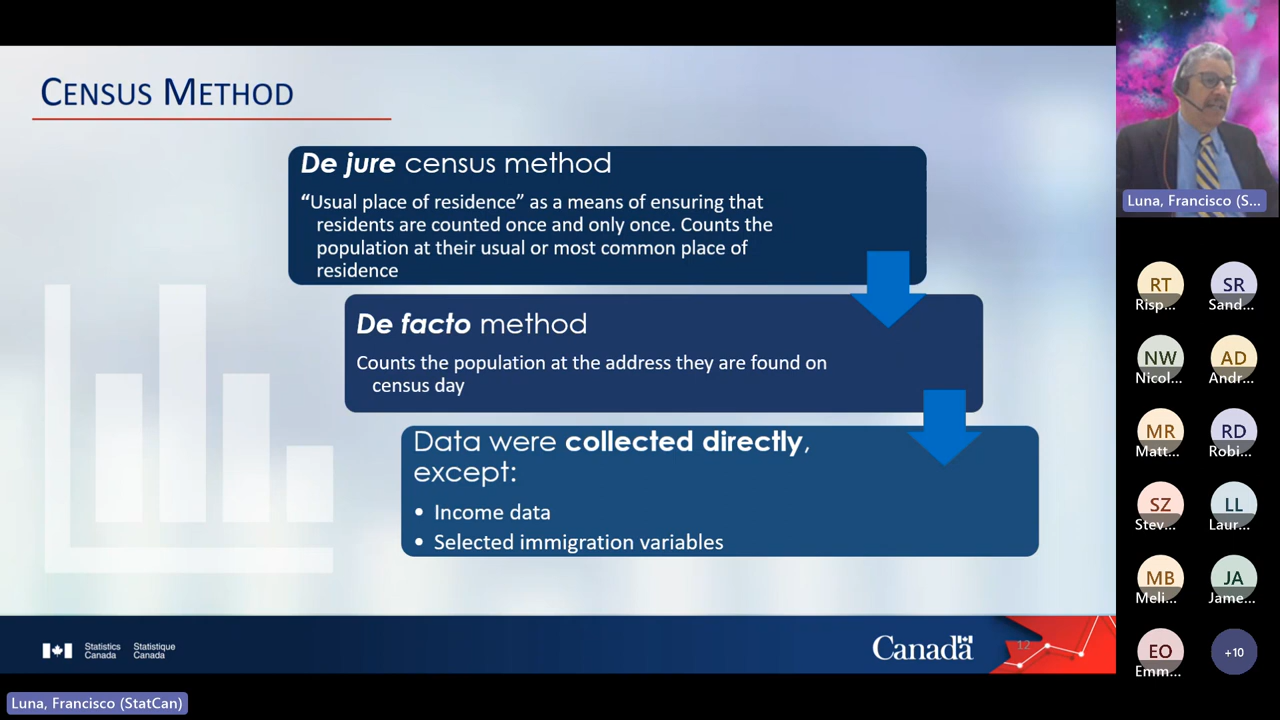 CENSUS METHOD
De jure census method
“Usual place of residence” as a means of ensuring that
residents are counted once and only once. Counts the
population at their usual or most common place of
residence
De facto method
Counts the population at the address they are found on
census day
Data were collected directly,
except:
• Income data
• Selected immigration variables
Statistics
Canada
Statistique
Canada
Canada
12
Luna, Francisco (StatCan)
Luna, Francisco (S...
RT
Risp...
SR
Sand...
NW
Nicol...
AD
Andr...
MR
Matt...
RD
Robi...
SZ
Stev...
LL
Laur...
MB
Meli...
JA
Jame...
EO
Emm...
+10